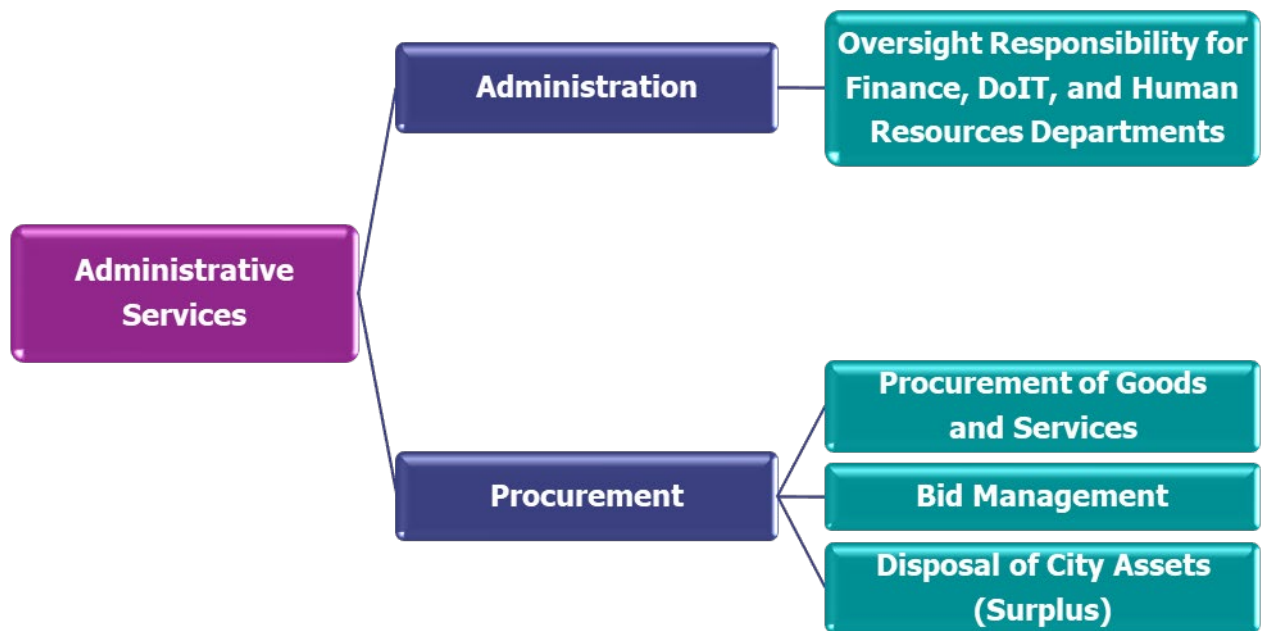 Administrative
Services
Administration
Oversight Responsibility for
Finance, DoIT, and Human
Resources Departments
Procurement
Procurement of Goods
and Services
Bid Management
Disposal of City Assets
(Surplus)